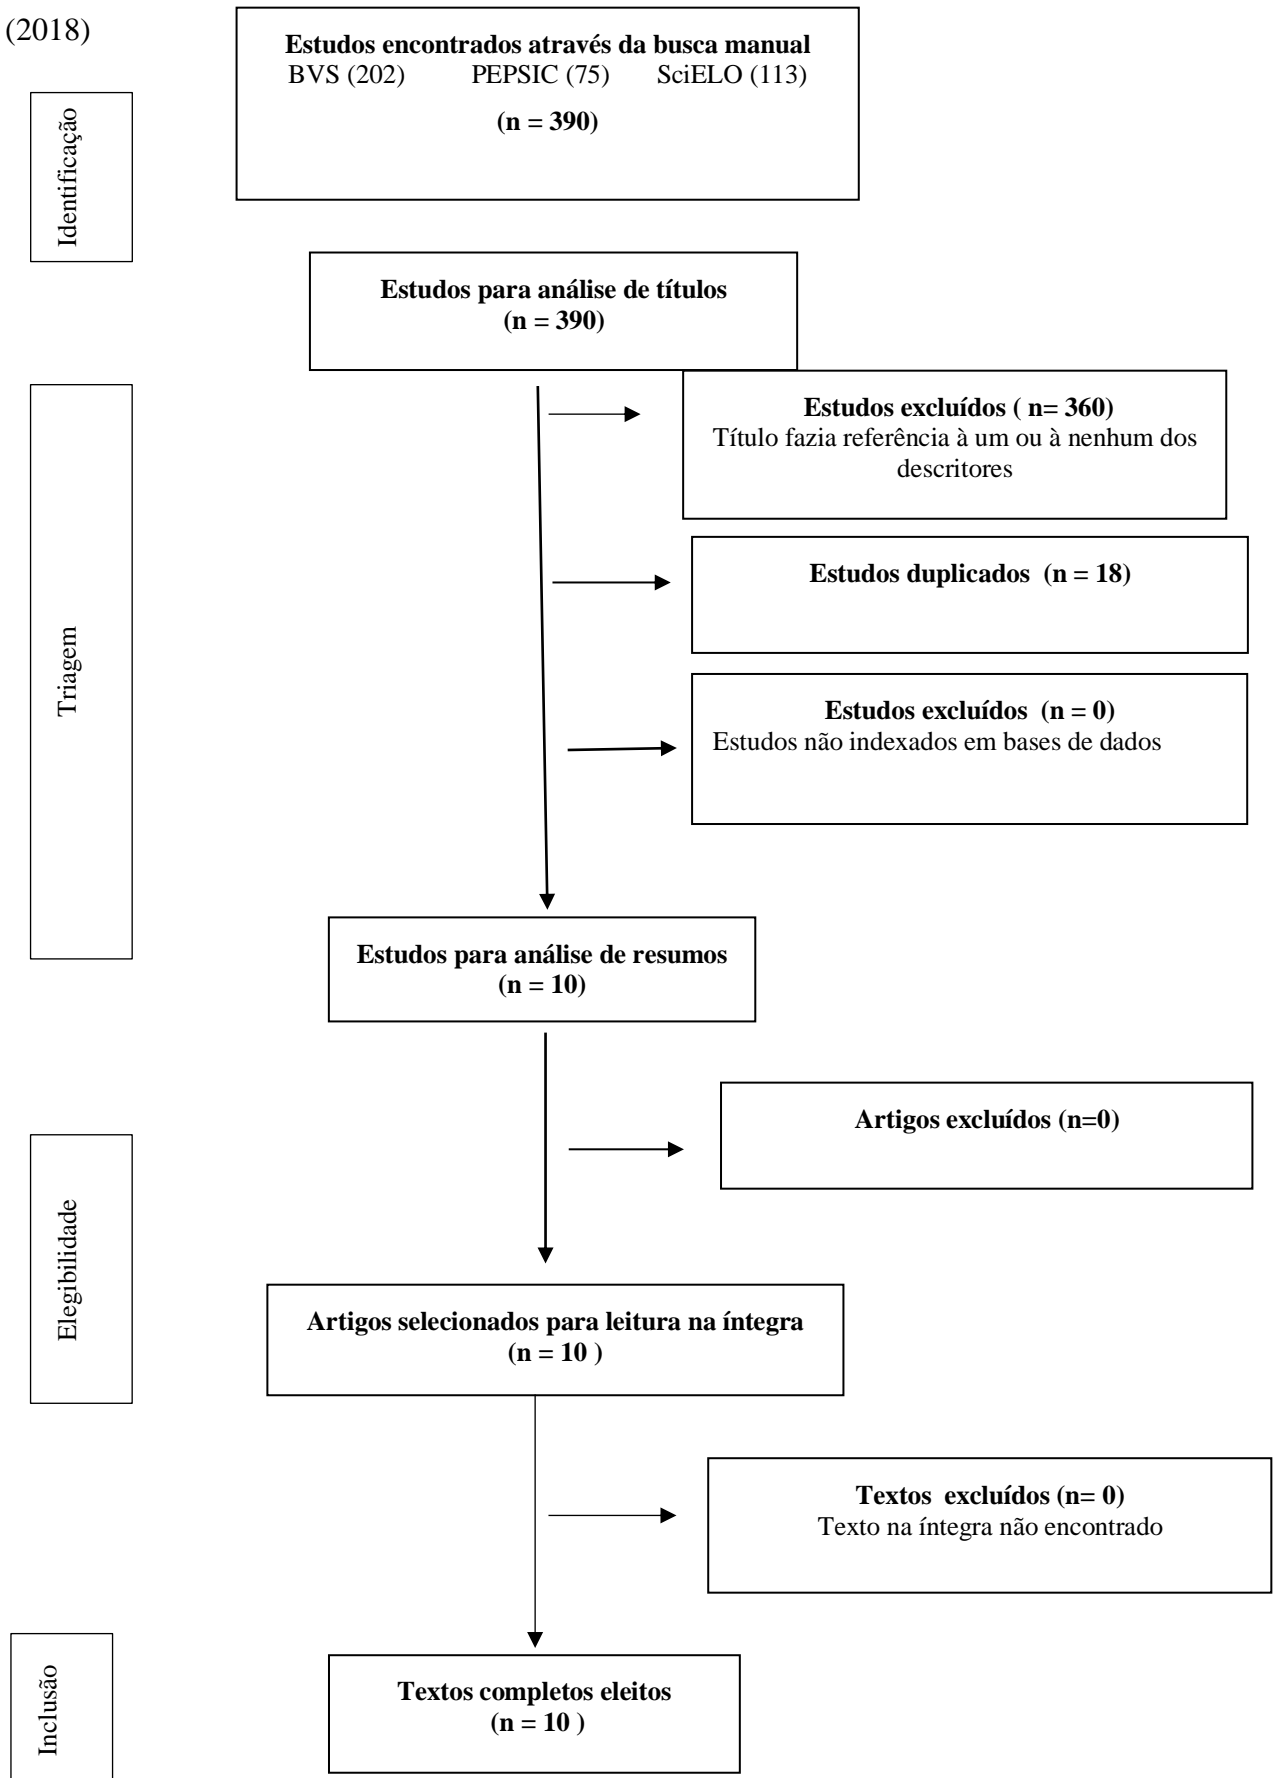 (2018)
Estudos encontrados através da busca manual
BVS (202) PEPSIC (75) SciELO (113)
(n = 390)
Identificação
Estudos para análise de títulos
(n = 390)
Triagem
Estudos excluídos ( n= 360)
Título fazia referência à um ou à nenhum dos
descritores
Estudos duplicados (n = 18)
Estudos excluídos (n = 0)
Estudos não indexados em bases de dados
Estudos para análise de resumos
(n = 10)
Elegibilidade
Artigos excluídos (n=0)
Artigos selecionados para leitura na íntegra
(n = 10 )
Textos excluídos (n= 0)
Texto na íntegra não encontrado
Inclusão
Textos completos eleitos
(n = 10 )